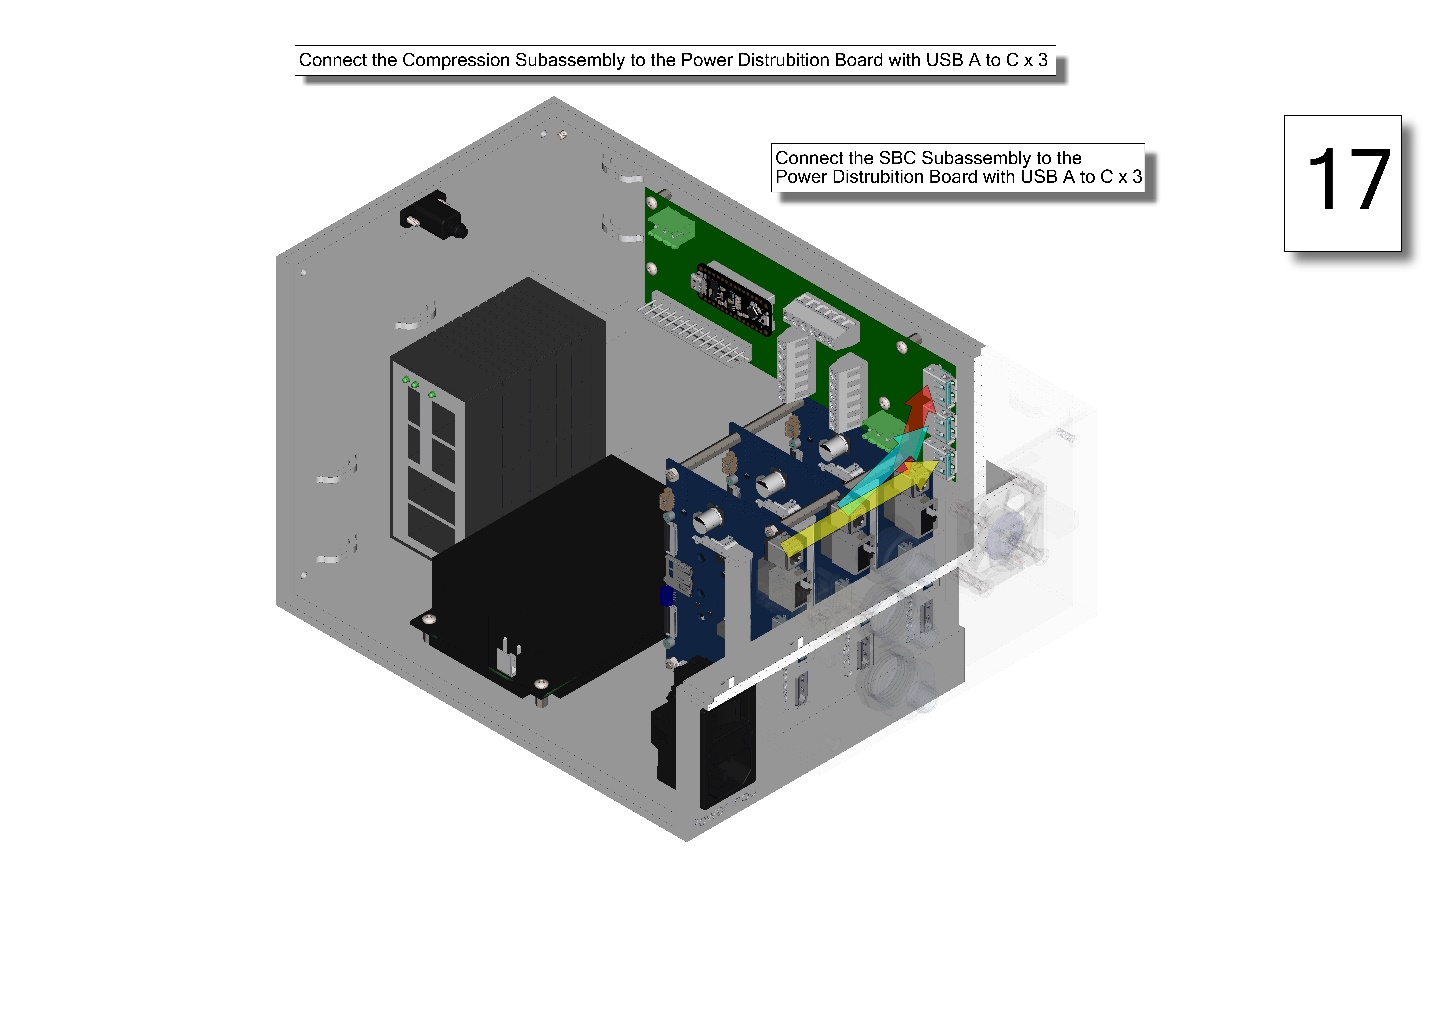 Connect the Compression Subassembly to the Power Distrubition Board with USB A to C x 3
Connect the SBC Subassembly to the
Power Distrubition Board with USB A to C x 3
17